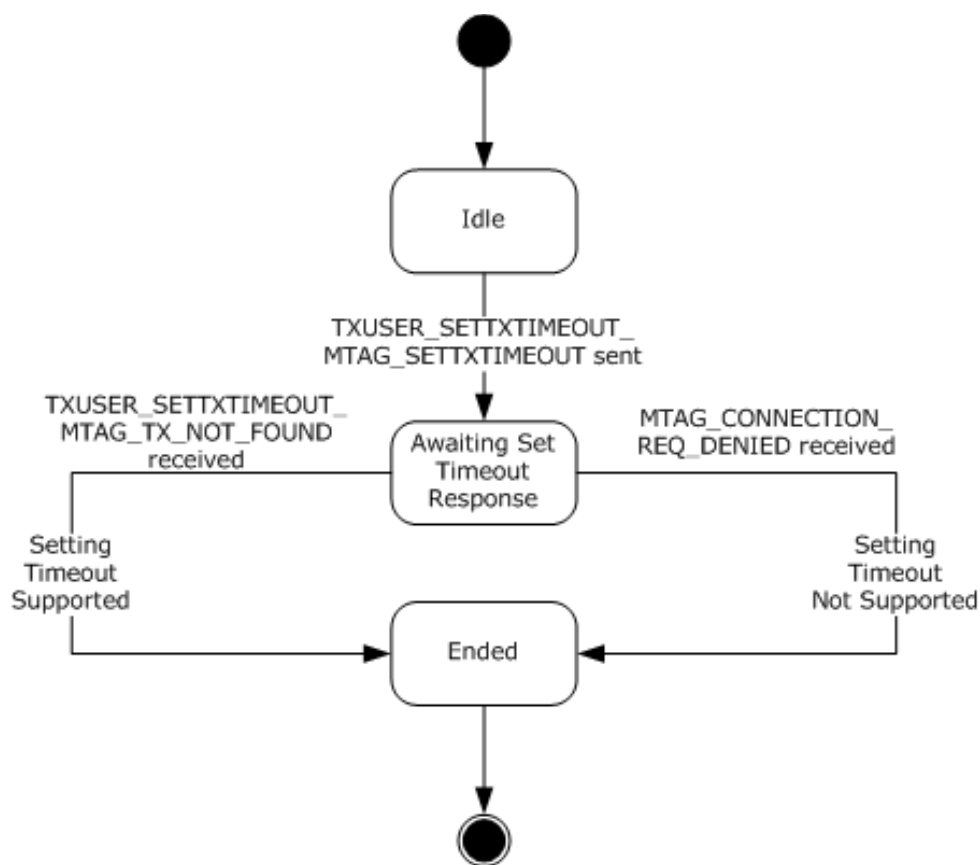 Idle
TXUSER_SETTXTIMEOUT_
MTAG_SETTXTIMEOUT sent
TXUSER_SETTXTIMEOUT_
MTAG_TX_NOT_FOUND
received
Awaiting Set
Timeout
Response
MTAG_CONNECTION_
REQ_DENIED received
Setting
Timeout
Supported
Setting
Timeout
Not Supported
Ended